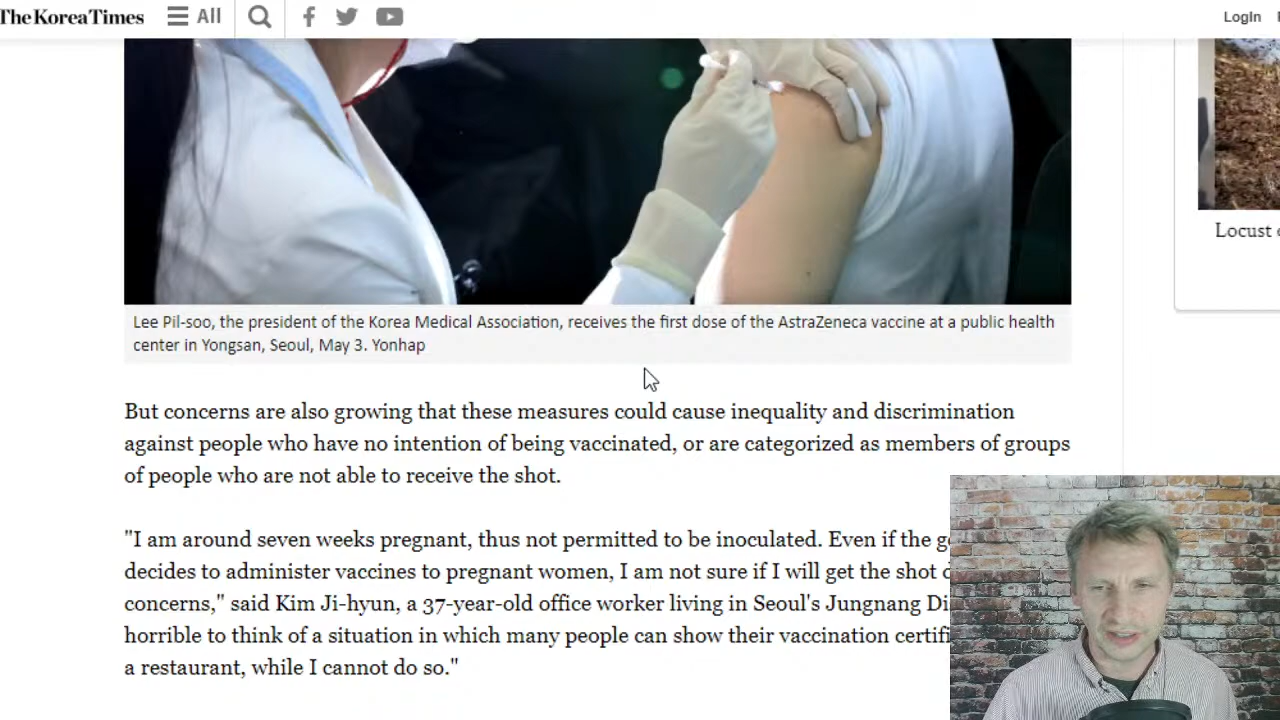 The Korea Times
All
LogIn
Locust
Lee Pil-soo, the president of the Korea Medical Association, receives the first dose of the AstraZeneca vaccine at a public health
center in Yongsan, Seoul, May 3. Yonhap
But concerns are also growing that these measures could cause inequality and discrimination
against people who have no intention of being vaccinated, or are categorized as members of groups
of people who are not able to receive the shot.
"I am around seven weeks pregnant, thus not permitted to be inoculated. Even if the
decides to administer vaccines to pregnant women, I am not sure if I will get the shot
concerns," said Kim Ji-hyun, a 37-year-old office worker living in Seoul's Jungnang
horrible to think of a situation in which many people can show their vaccination
a restaurant, while I cannot do so."